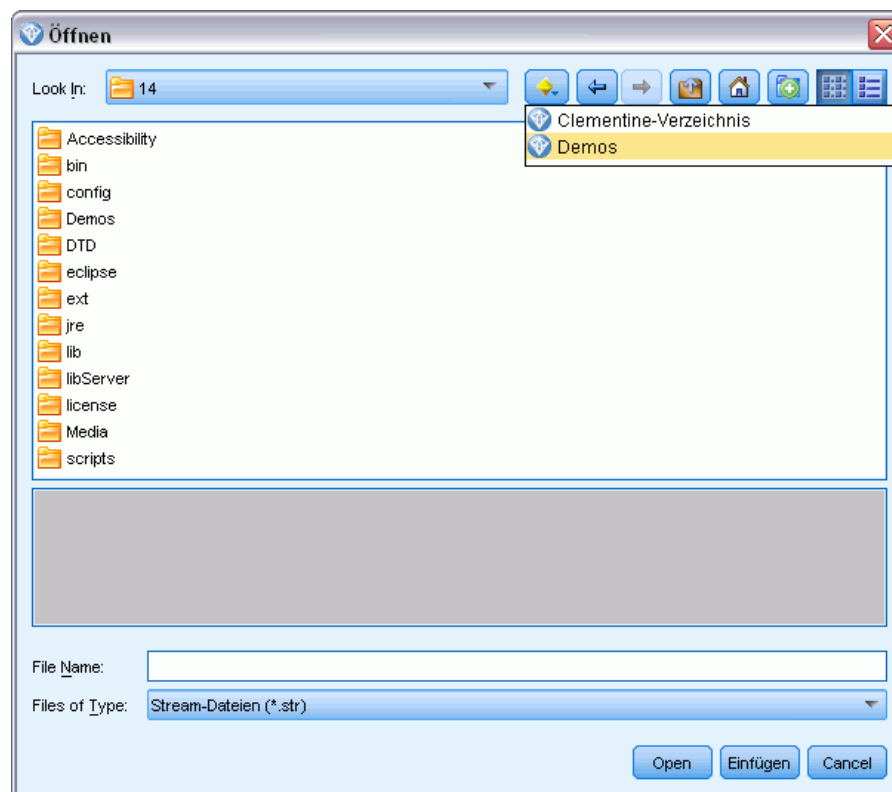 Öffnen
Look In: 14
Clementine-Verzeichnis
Demos
Accessibility
bin
config
Demos
DTD
eclipse
ext
jre
lib
libServer
license
Media
scripts
File Name:
Files of Type: Stream-Dateien (*.str)
Open Einfügen Cancel